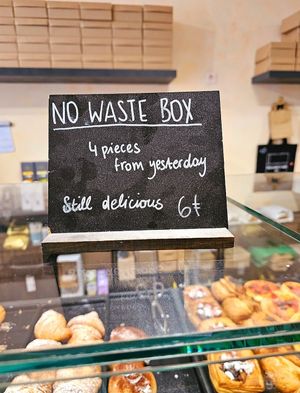 NO WASTE BOX
4 pieces
from yesterday
Still delicious 6€